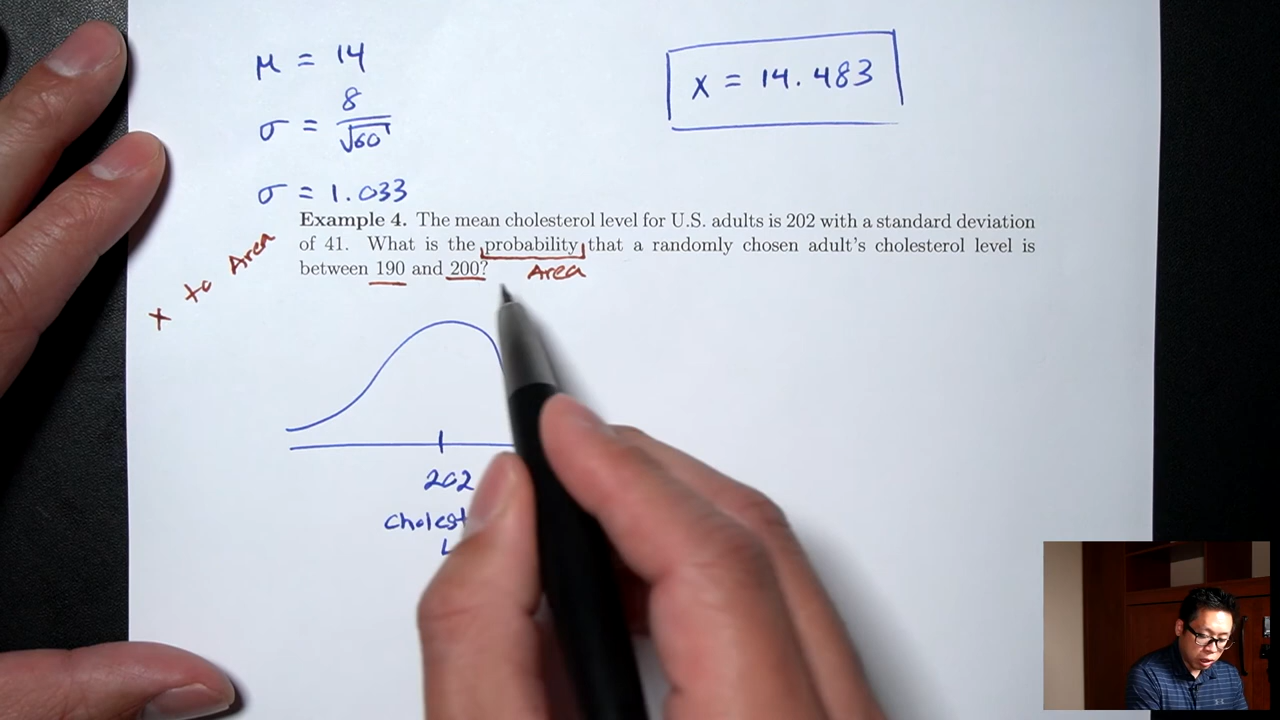 μ = 14
σ = 8/√60
σ = 1.033
x = 14.483
Example 4. The mean cholesterol level for U.S. adults is 202 with a standard deviation
of 41. What is the probability that a randomly chosen adult's cholesterol level is
between 190 and 200?
Area
x to Area
202
Cholest
L